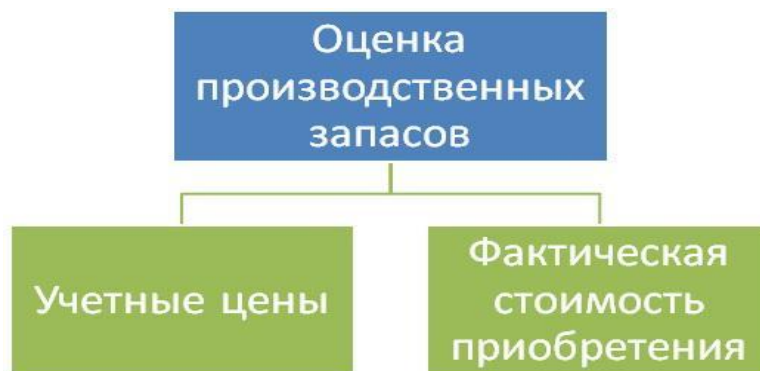 Оценка
производственных
запасов
Учетные цены
Фактическая
стоимость
приобретения